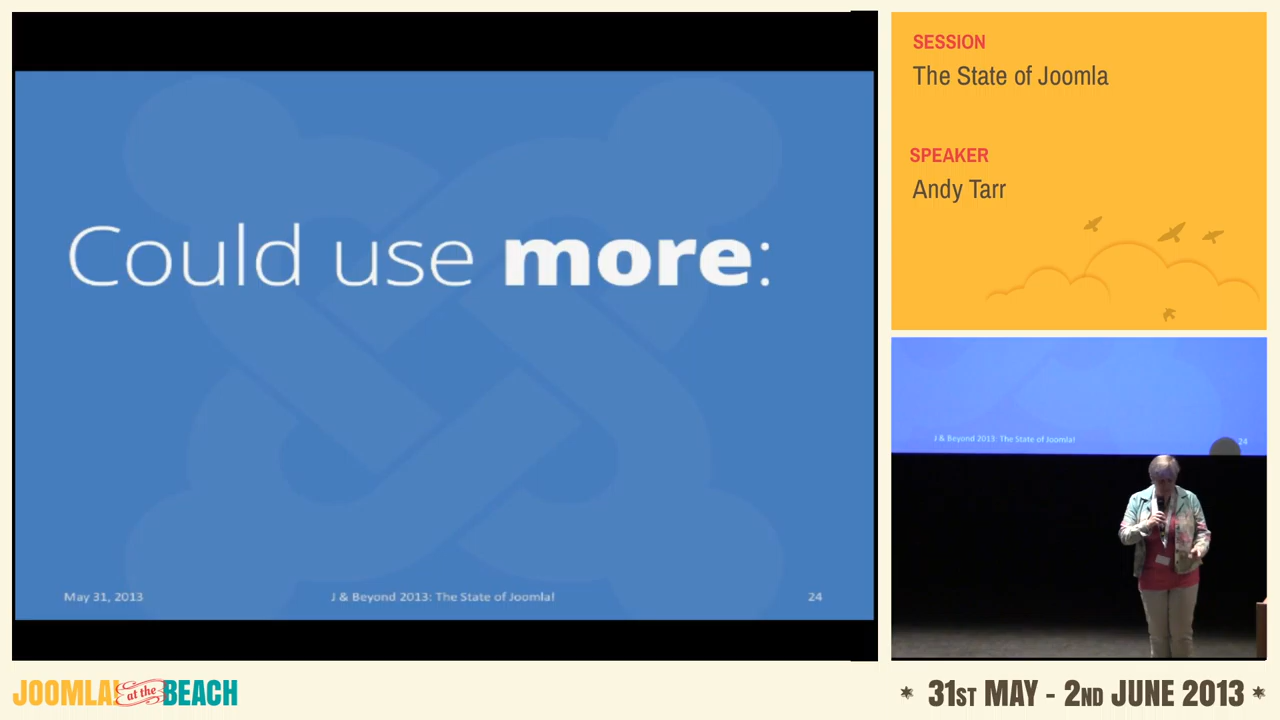 Could use more:
May 31, 2013
J & Beyond 2013: The State of Joomla!
24
SESSION
The State of Joomla
SPEAKER
Andy Tarr
J & Beyond 2013: The State of Joomla!
24
JOOMLA! at the BEACH
* 31ST MAY - 2ND JUNE 2013 *